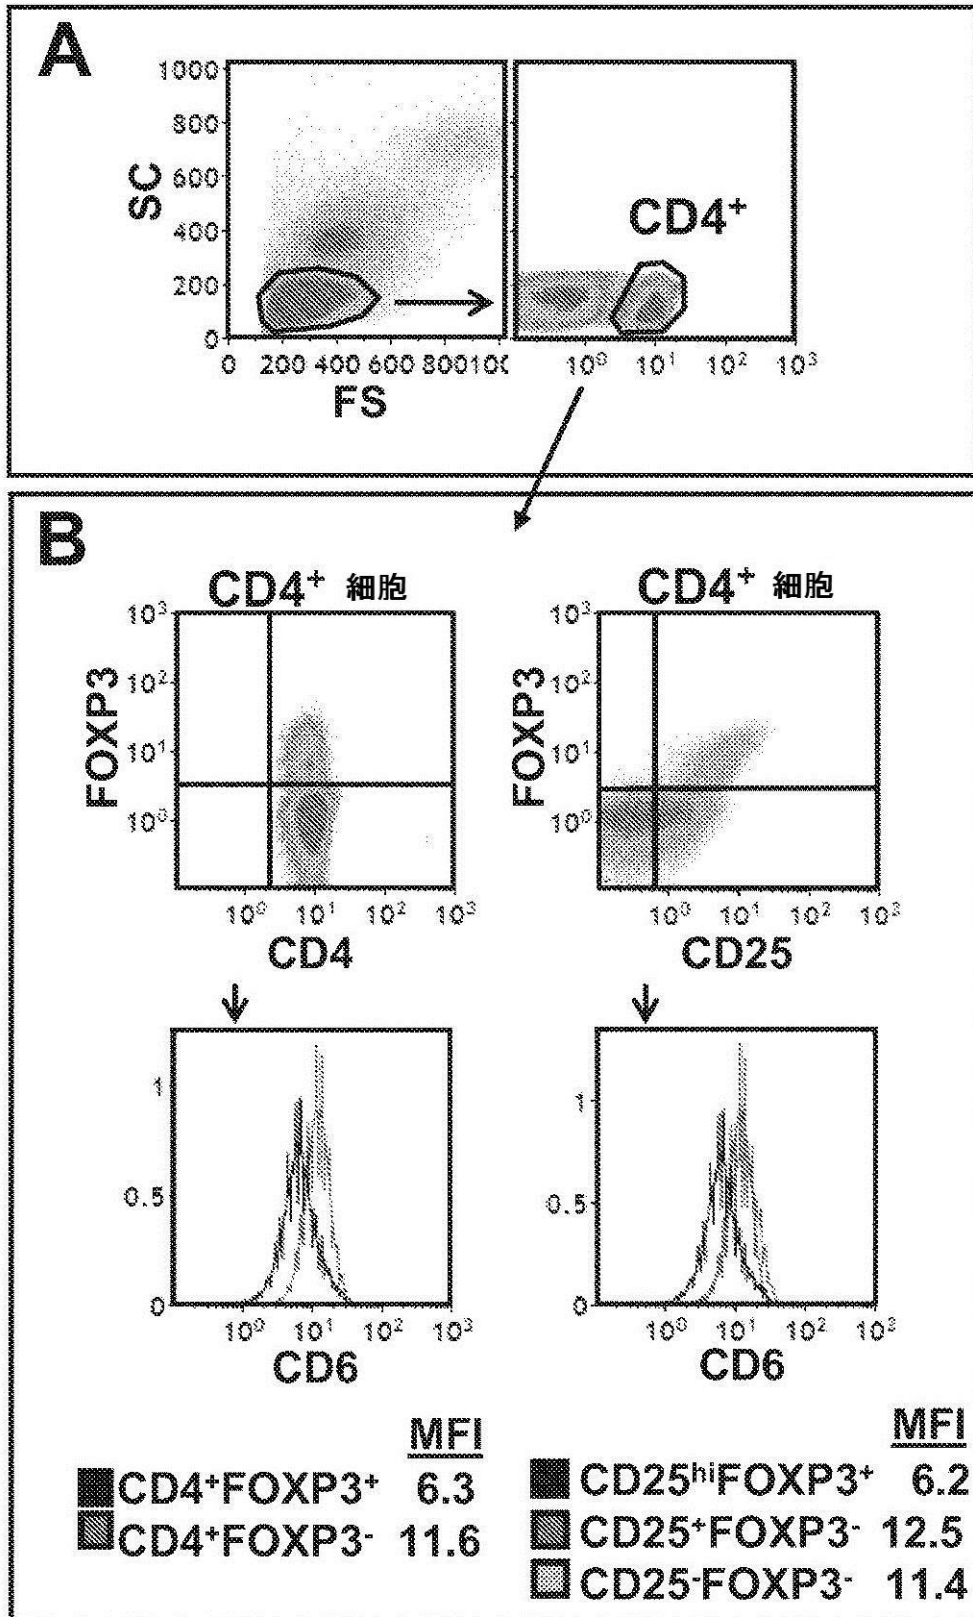 A
SC
1000
800
600
400
200
0
0 200 400 600 800 100
FS
CD4⁺
10⁰ 10¹ 10² 10³
B
CD4⁺ 細胞
FOXP3
10³
10²
10¹
10⁰
10⁰ 10¹ 10² 10³
CD4
CD4⁺ 細胞
FOXP3
10³
10²
10¹
10⁰
10⁰ 10¹ 10² 10³
CD25
1
0.5
0
10⁰ 10¹ 10² 10³
CD6
1
0.5
0
10⁰ 10¹ 10² 10³
CD6
MFI
CD4⁺FOXP3⁺ 6.3
CD4⁺FOXP3⁻ 11.6
MFI
CD25ʰⁱFOXP3⁺ 6.2
CD25⁺FOXP3⁻ 12.5
CD25⁻FOXP3⁻ 11.4